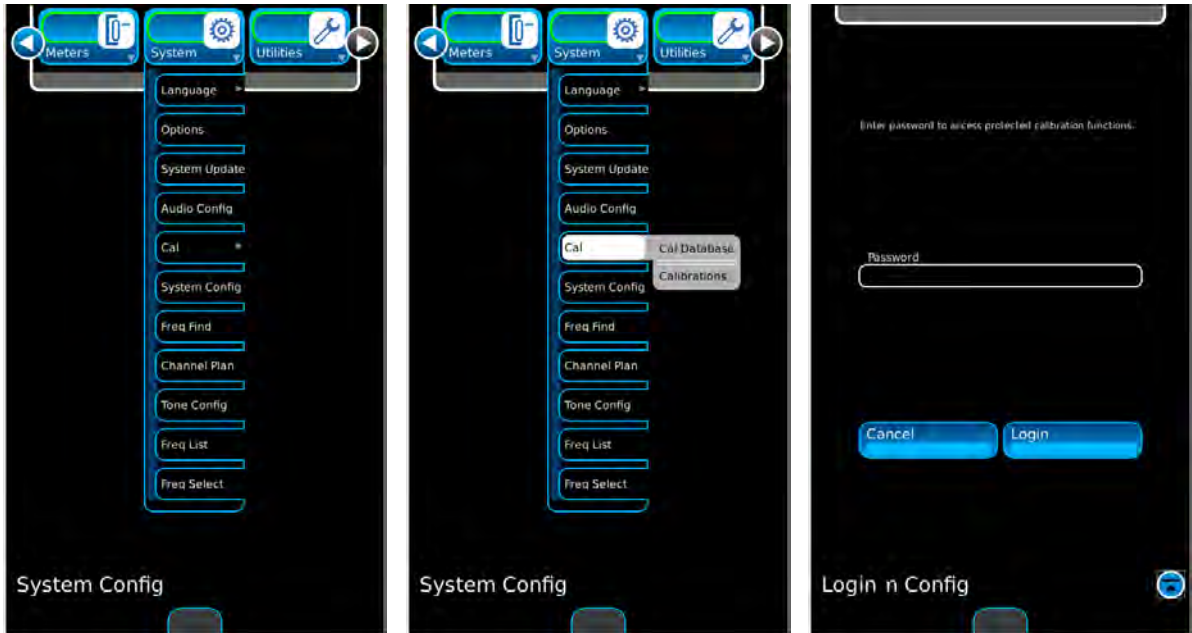 Meters
System
Utilities
Language
Options
System Update
Audio Config
Cal
System Config
Freq Find
Channel Plan
Tone Config
Freq List
Freq Select
System Config
Meters
System
Utilities
Language
Options
System Update
Audio Config
Cal
Cal Database
Calibrations
System Config
Freq Find
Channel Plan
Tone Config
Freq List
Freq Select
System Config
Enter password to access protected calibration functions.
Password
Cancel
Login
Login n Config